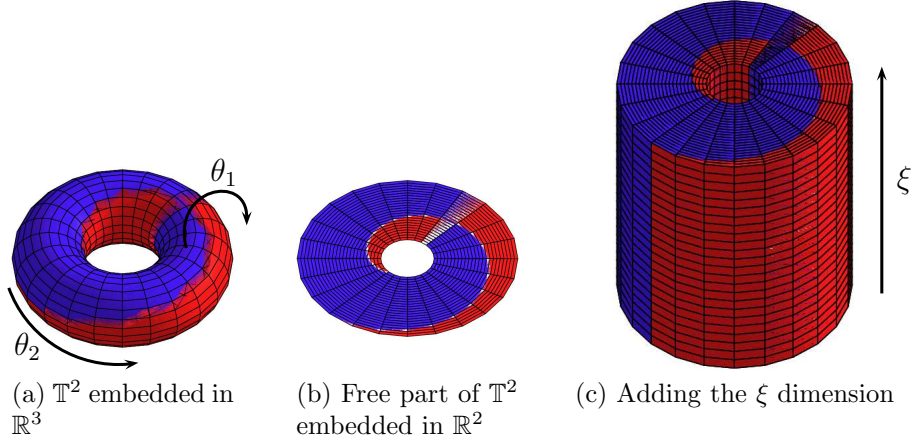 θ₁
θ₂
ξ
(a) 𝕋² embedded in
ℝ³
(b) Free part of 𝕋²
embedded in ℝ²
(c) Adding the ξ dimension